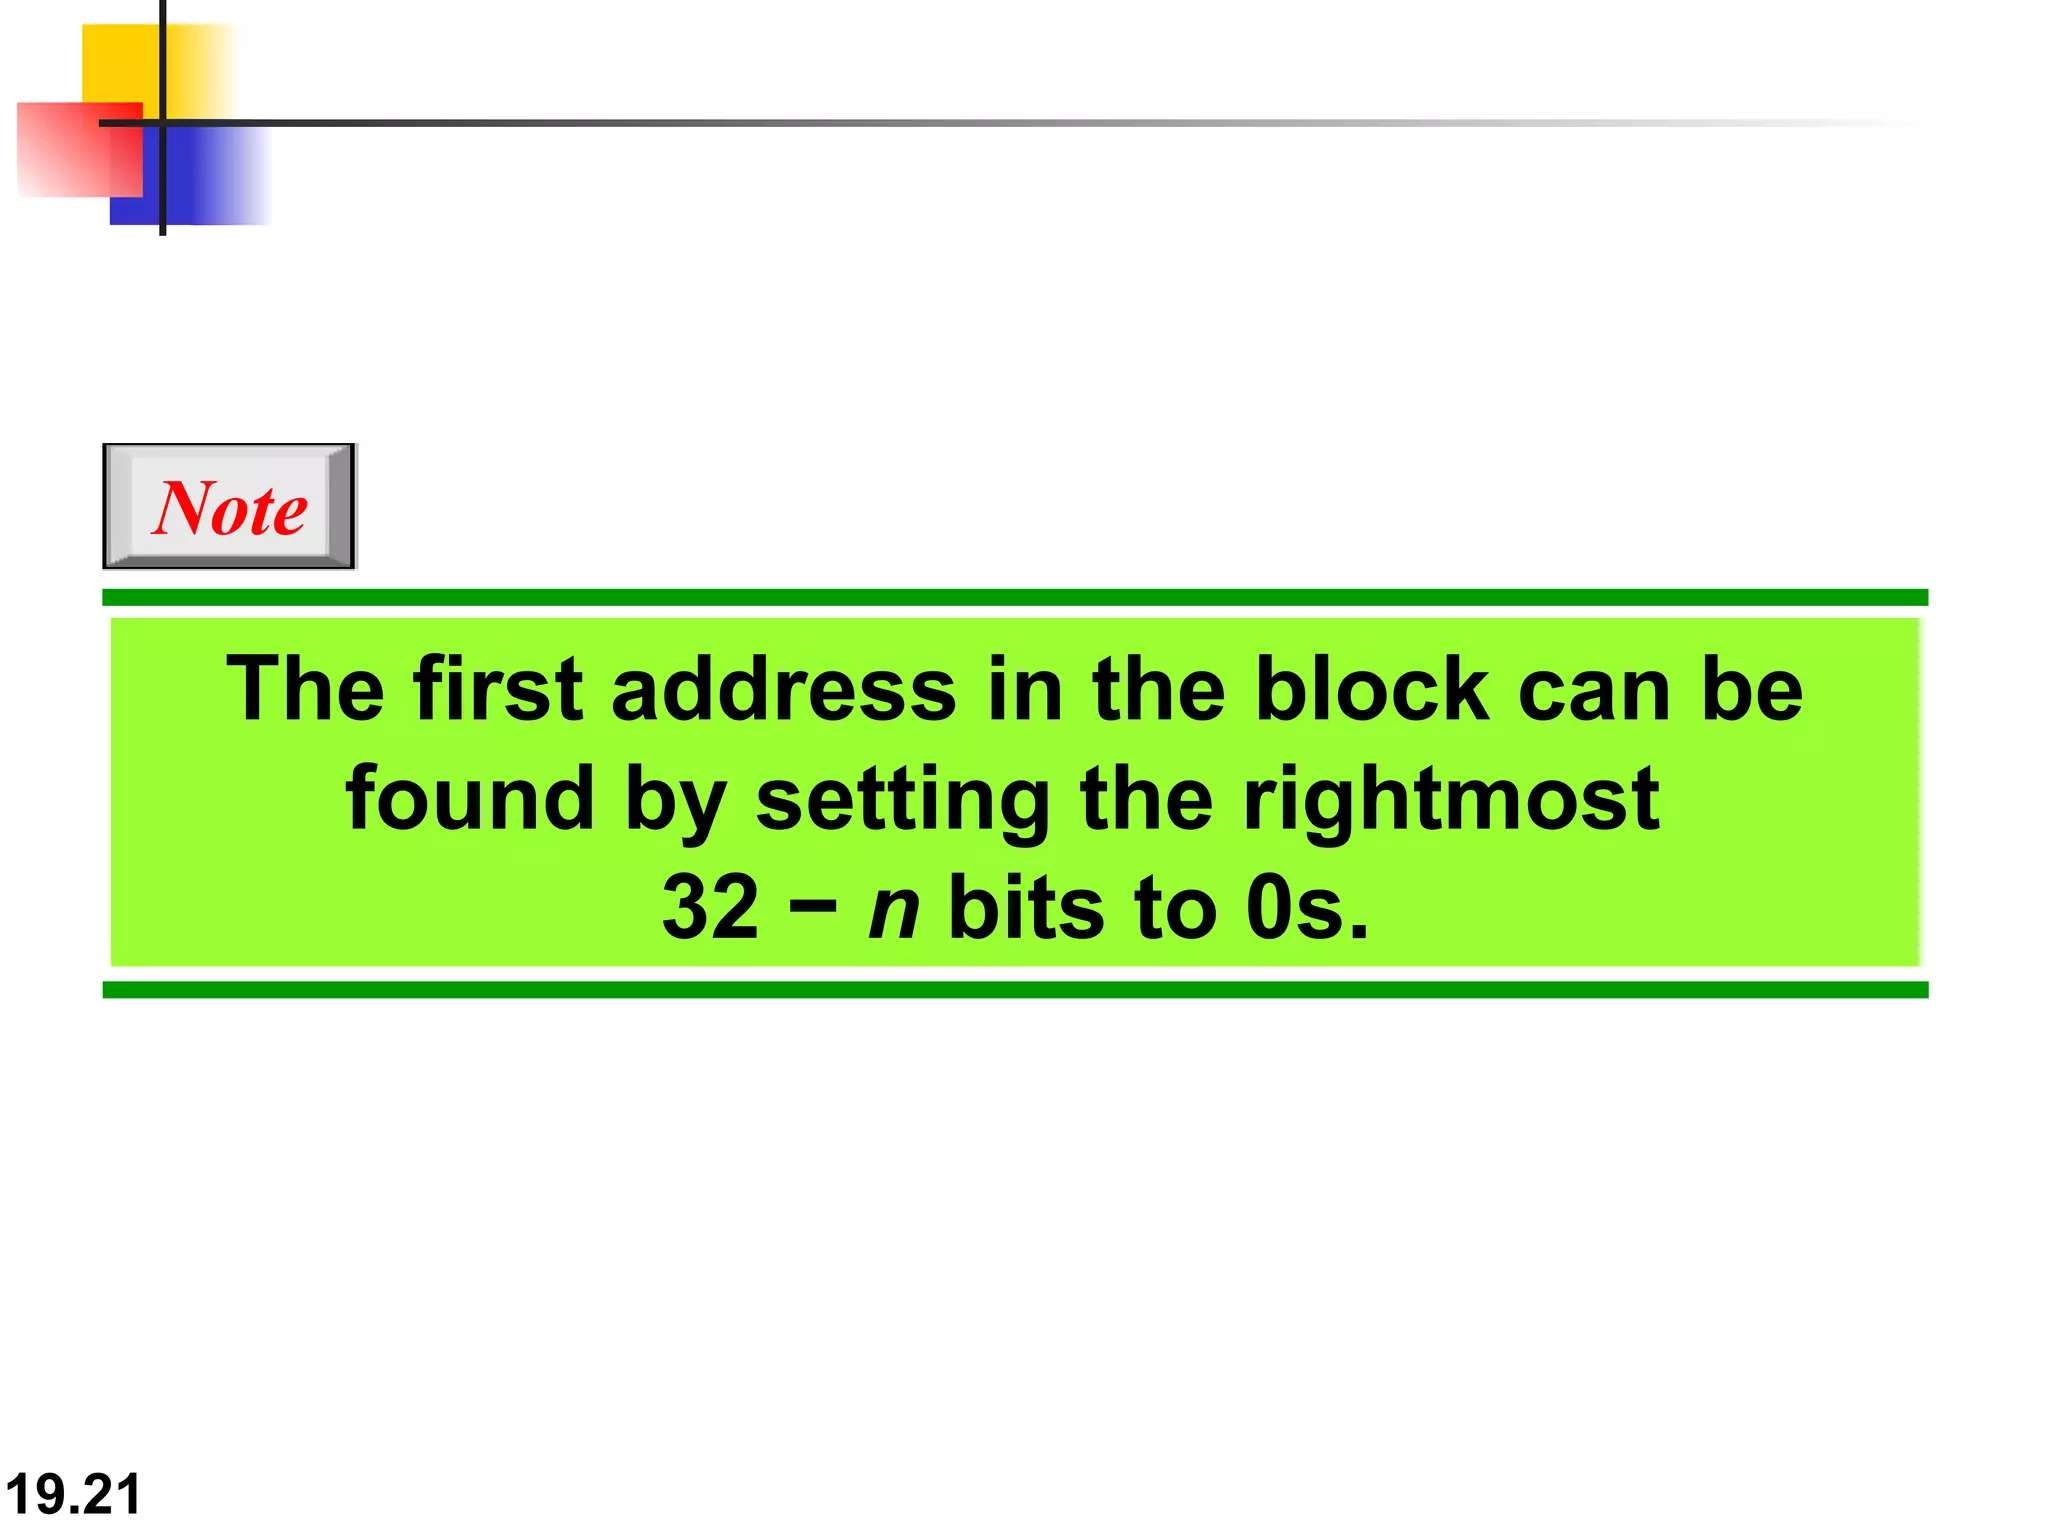 Note
The first address in the block can be
found by setting the rightmost
32 − n bits to 0s.
19.21